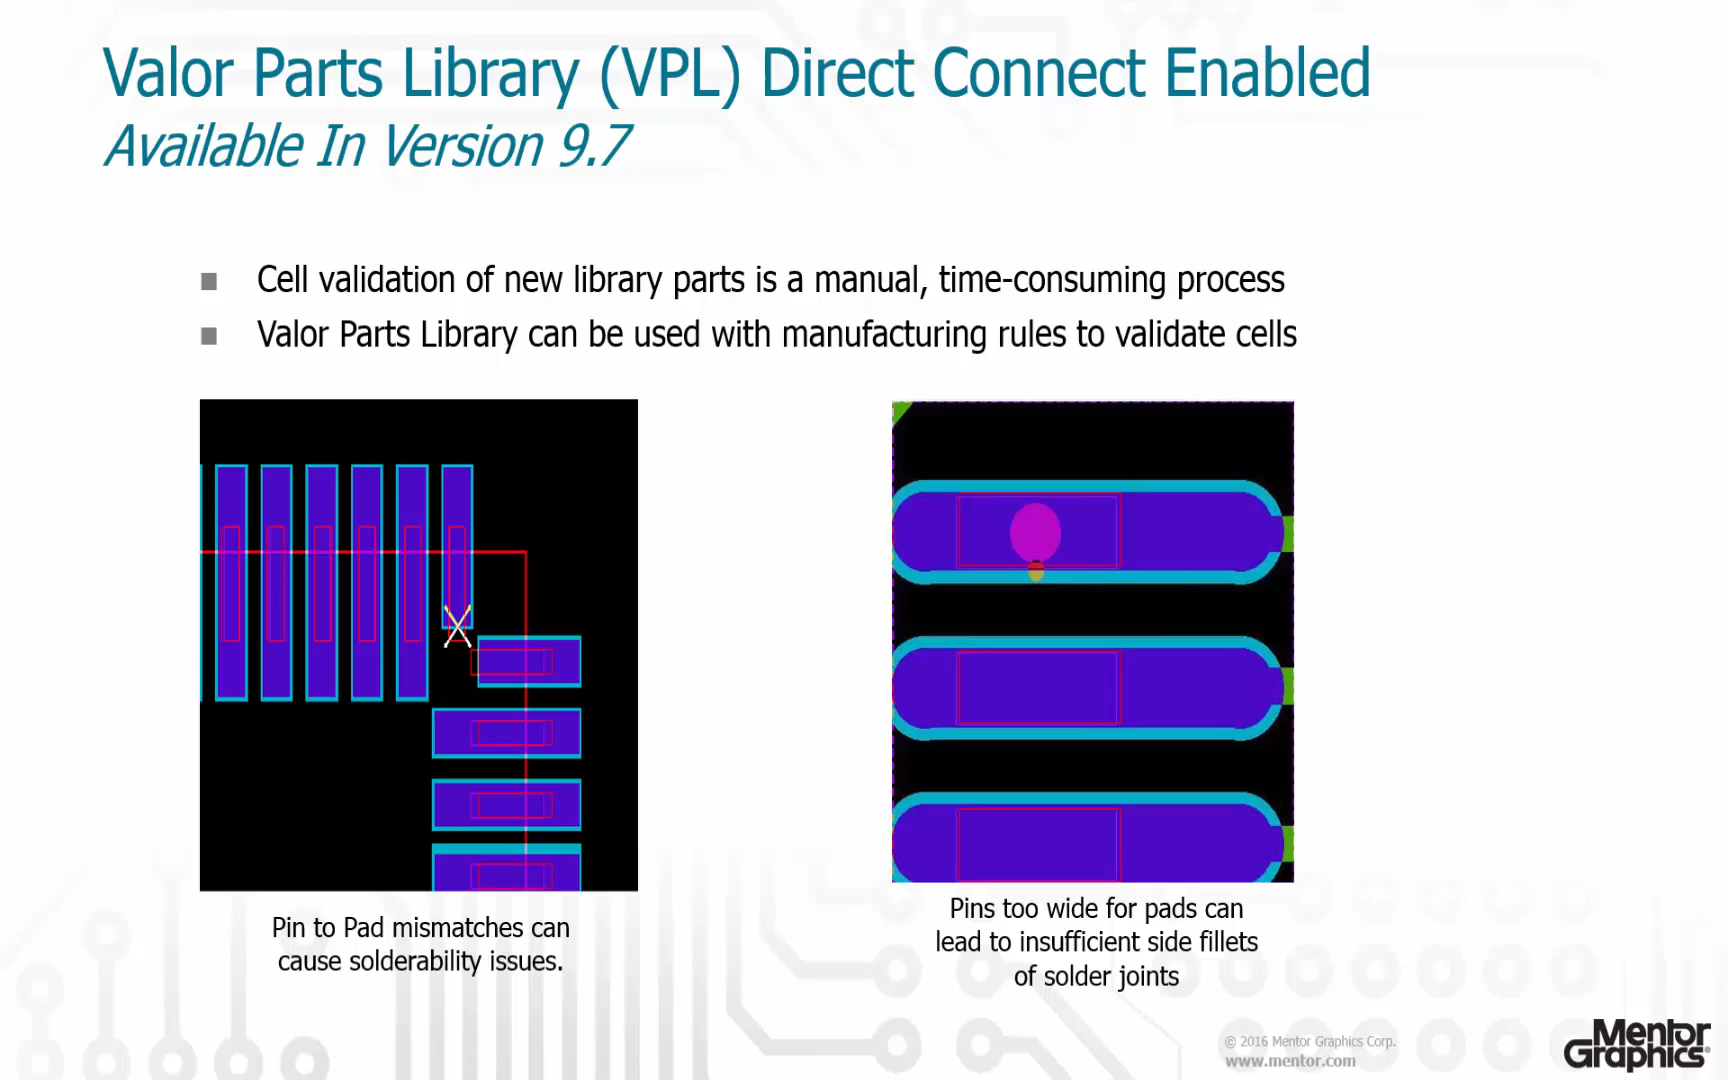 Valor Parts Library (VPL) Direct Connect Enabled
Available In Version 9.7
Cell validation of new library parts is a manual, time-consuming process
Valor Parts Library can be used with manufacturing rules to validate cells
Pin to Pad mismatches can
cause solderability issues.
Pins too wide for pads can
lead to insufficient side fillets
of solder joints
© 2016 Mentor Graphics Corp.
www.mentor.com
Mentor
Graphics®